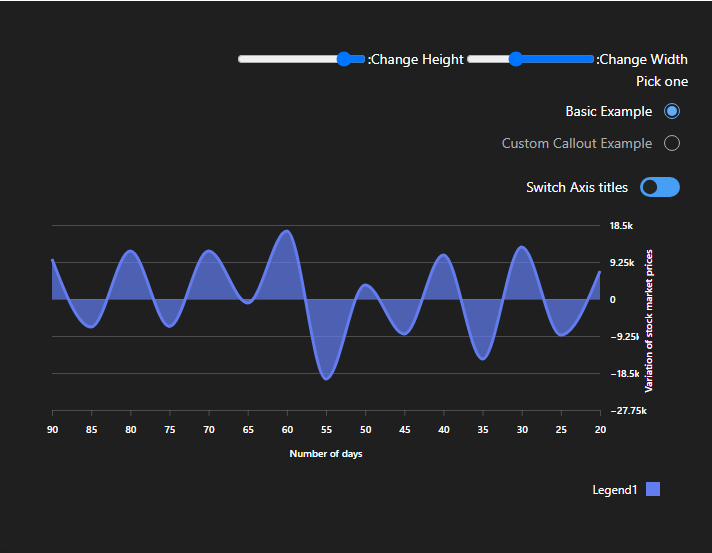 :Change Height :Change Width
Pick one
Basic Example
Custom Callout Example
Switch Axis titles
18.5k
9.25k
0
−9.25k
−18.5k
−27.75k
Variation of stock market prices
90 85 80 75 70 65 60 55 50 45 40 35 30 25 20
Number of days
Legend1